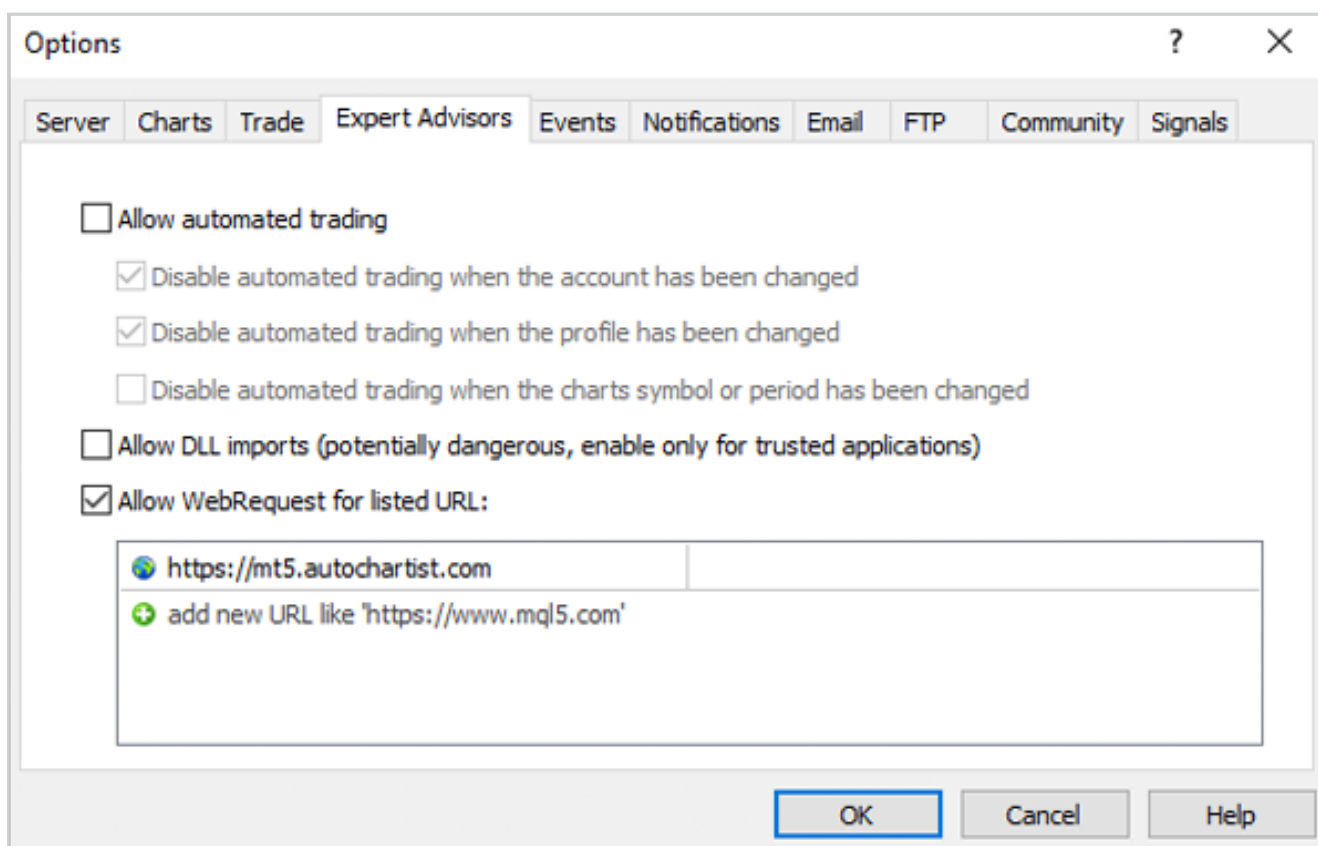 Options
Server Charts Trade Expert Advisors Events Notifications Email FTP Community Signals
Allow automated trading
Disable automated trading when the account has been changed
Disable automated trading when the profile has been changed
Disable automated trading when the charts symbol or period has been changed
Allow DLL imports (potentially dangerous, enable only for trusted applications)
Allow WebRequest for listed URL:
https://mt5.autochartist.com
add new URL like 'https://www.mql5.com'
OK Cancel Help